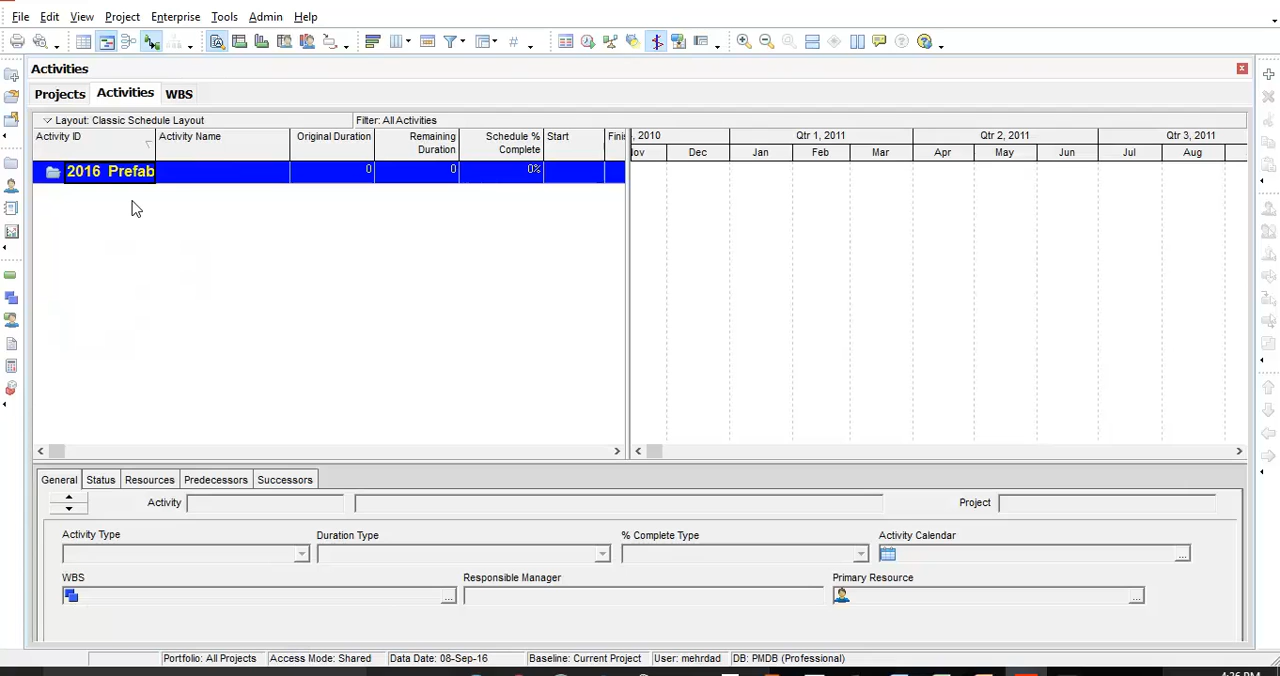 File Edit View Project Enterprise Tools Admin Help
Activities
Projects Activities WBS
Layout: Classic Schedule Layout Filter: All Activities
Activity ID Activity Name Original Duration Remaining Duration Schedule % Complete Start Finis , 2010 Qtr 1, 2011 Qtr 2, 2011 Qtr 3, 2011
lov Dec Jan Feb Mar Apr May Jun Jul Aug
2016 Prefab 0 0 0%
General Status Resources Predecessors Successors
Activity Project
Activity Type Duration Type % Complete Type Activity Calendar
WBS Responsible Manager Primary Resource
Portfolio: All Projects Access Mode: Shared Data Date: 08-Sep-16 Baseline: Current Project User: mehrdad DB: PMDB (Professional)